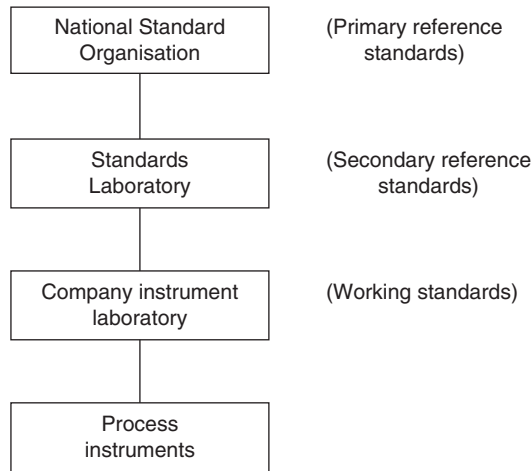 National Standard
Organisation
(Primary reference
standards)
Standards
Laboratory
(Secondary reference
standards)
Company instrument
laboratory
(Working standards)
Process
instruments